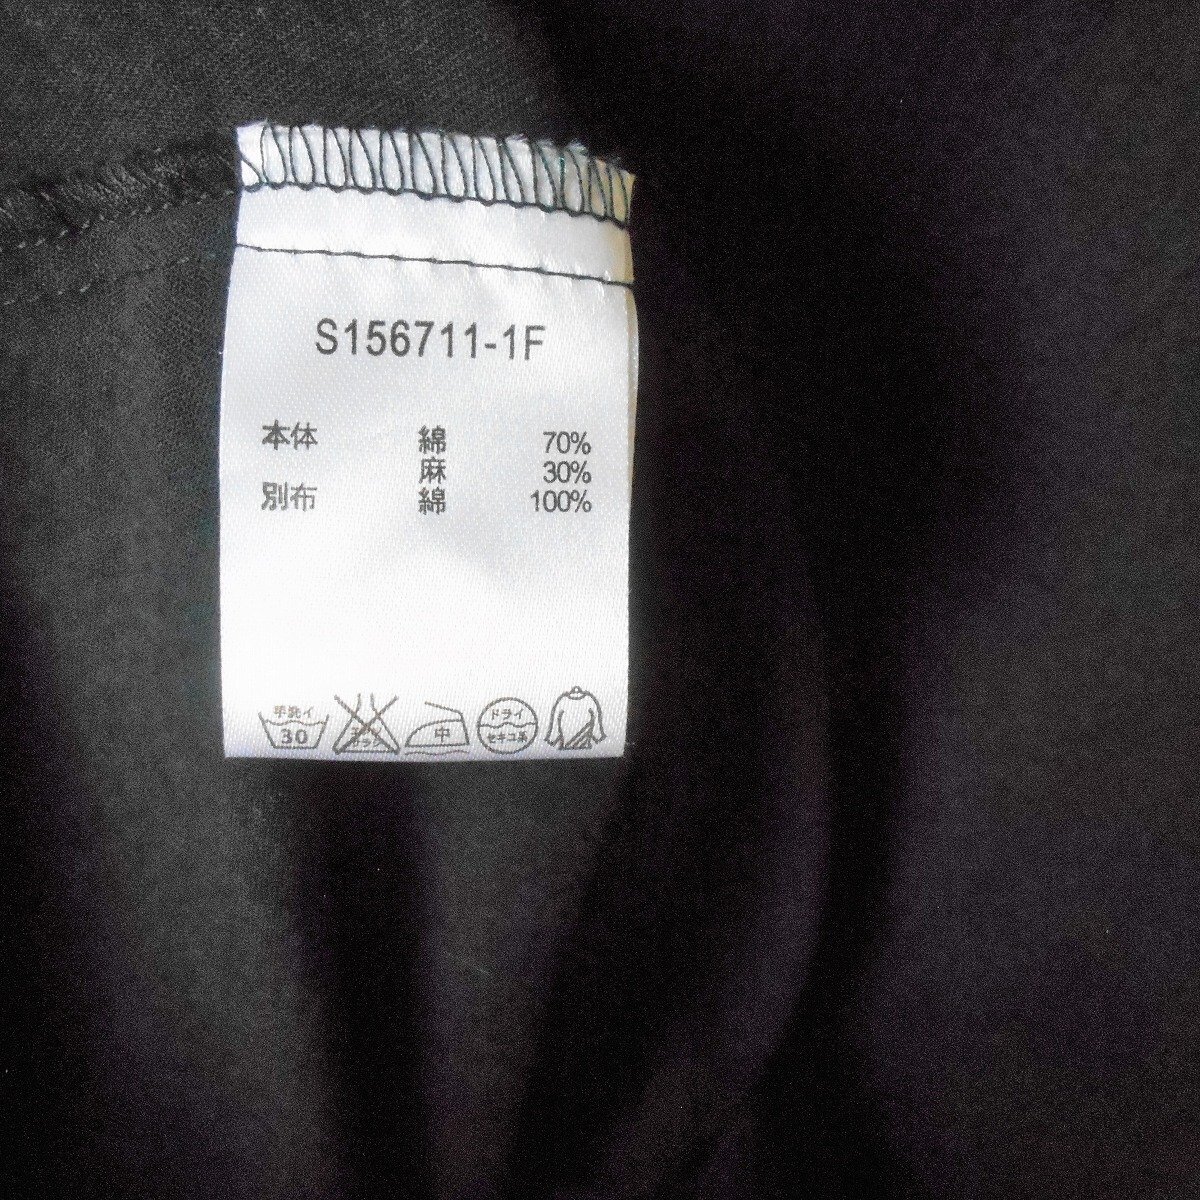 S156711-1F
本体 綿 70%
麻 30%
別布 綿 100%
手洗イ
30
中
ドライ
セキユ系